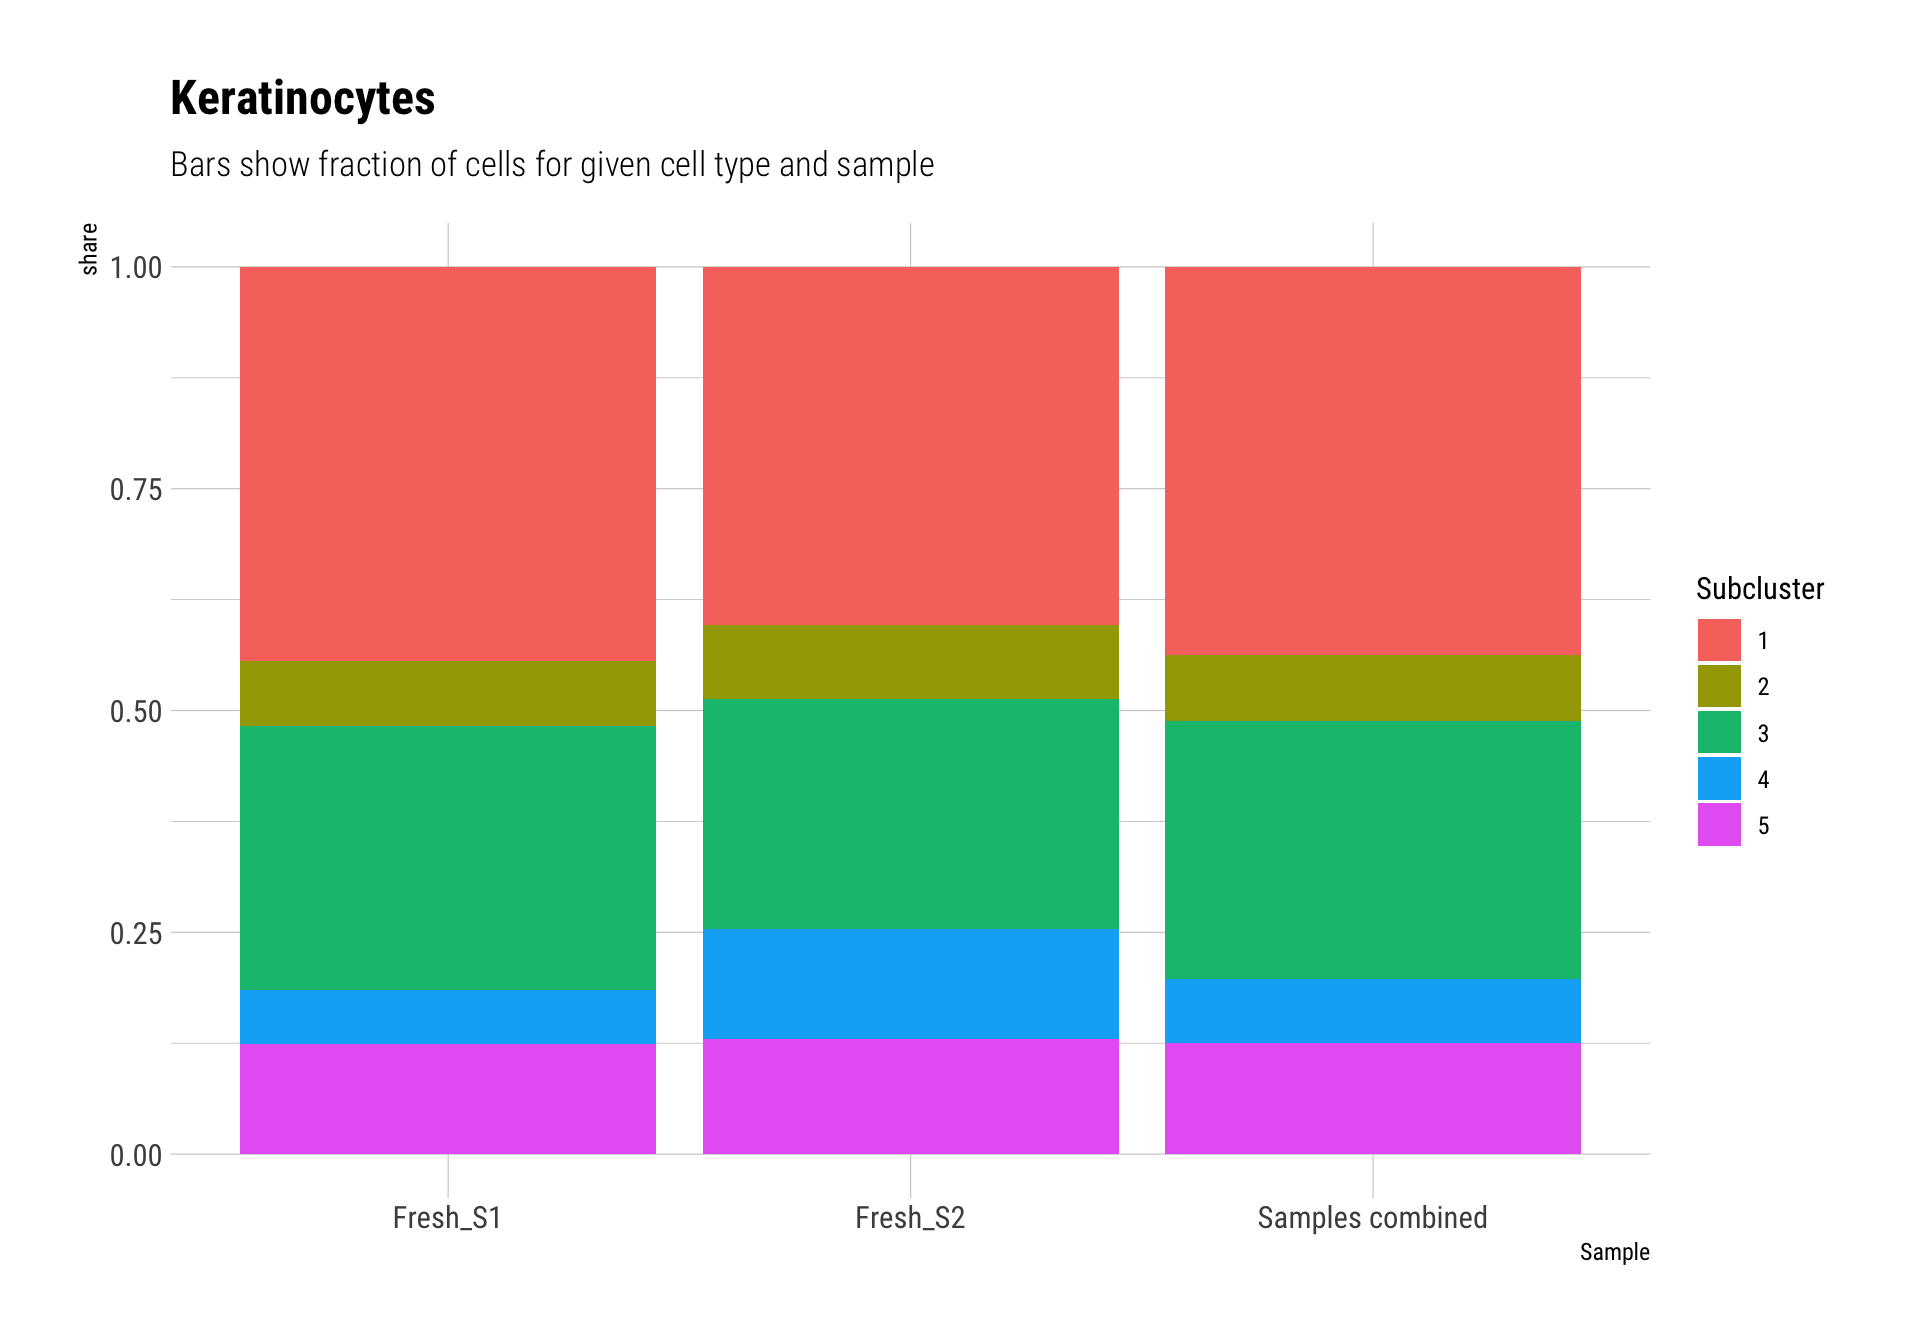 Keratinocytes
Bars show fraction of cells for given cell type and sample
share
1.00
0.75
0.50
0.25
0.00
Fresh_S1
Fresh_S2
Samples combined
Sample
Subcluster
1
2
3
4
5